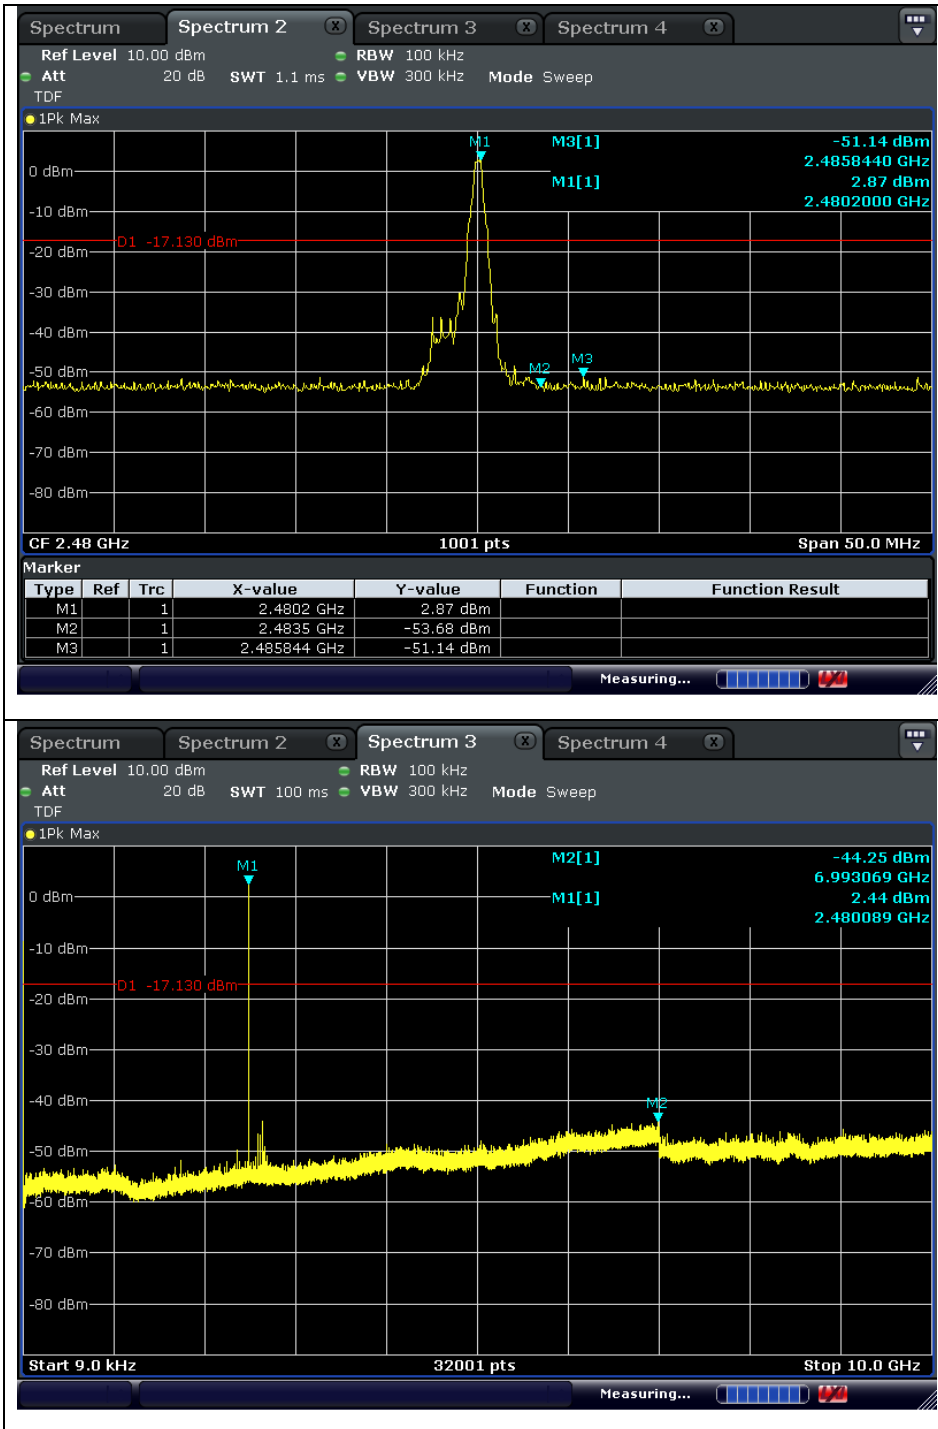 Spectrum Spectrum 2 X Spectrum 3 X Spectrum 4 X
Ref Level 10.00 dBm RBW 100 kHz
Att 20 dB SWT 1.1 ms VBW 300 kHz Mode Sweep
TDF
1Pk Max
M1 M3[1] -51.14 dBm
2.4858440 GHz
0 dBm M1[1] 2.87 dBm
2.4802000 GHz
-10 dBm
D1 -17.130 dBm
-20 dBm
-30 dBm
-40 dBm
M3
-50 dBm M2
-60 dBm
-70 dBm
-80 dBm
CF 2.48 GHz 1001 pts Span 50.0 MHz
Marker
Type Ref Trc X-value Y-value Function Function Result
M1 1 2.4802 GHz 2.87 dBm
M2 1 2.4835 GHz -53.68 dBm
M3 1 2.485844 GHz -51.14 dBm
Measuring...
Spectrum Spectrum 2 X Spectrum 3 X Spectrum 4 X
Ref Level 10.00 dBm RBW 100 kHz
Att 20 dB SWT 100 ms VBW 300 kHz Mode Sweep
TDF
1Pk Max
M1 M2[1] -44.25 dBm
6.993069 GHz
0 dBm M1[1] 2.44 dBm
2.480089 GHz
-10 dBm
D1 -17.130 dBm
-20 dBm
-30 dBm
-40 dBm M2
-50 dBm
-60 dBm
-70 dBm
-80 dBm
Start 9.0 kHz 32001 pts Stop 10.0 GHz
Measuring...